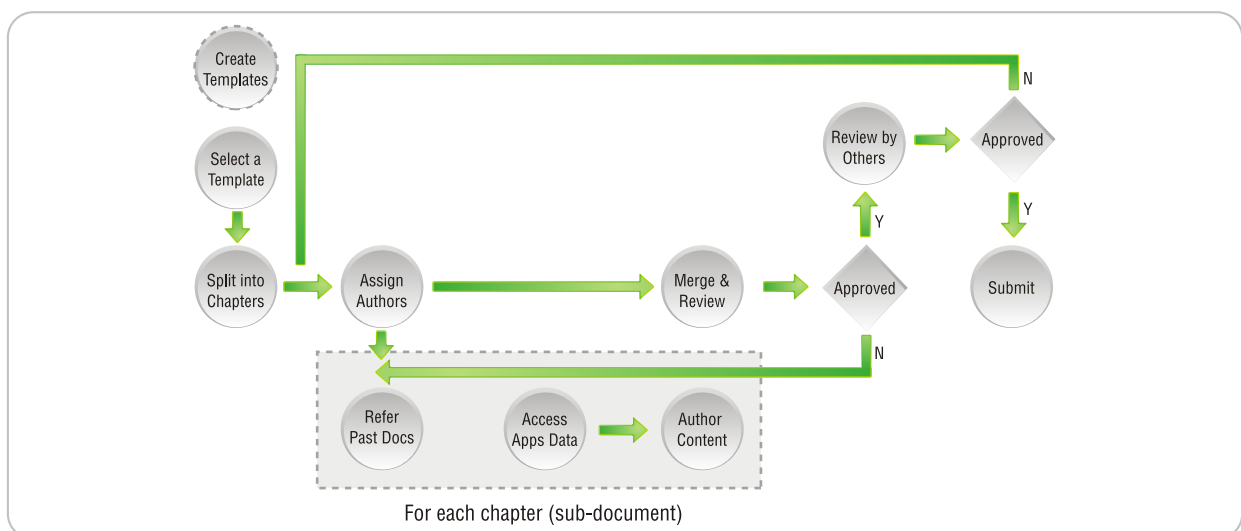 Create
Templates
N
Review by
Others
Approved
Select a
Template
Y
Y
Split into
Chapters
Assign
Authors
Merge &
Review
Approved
Submit
N
Refer
Past Docs
Access
Apps Data
Author
Content
For each chapter (sub-document)